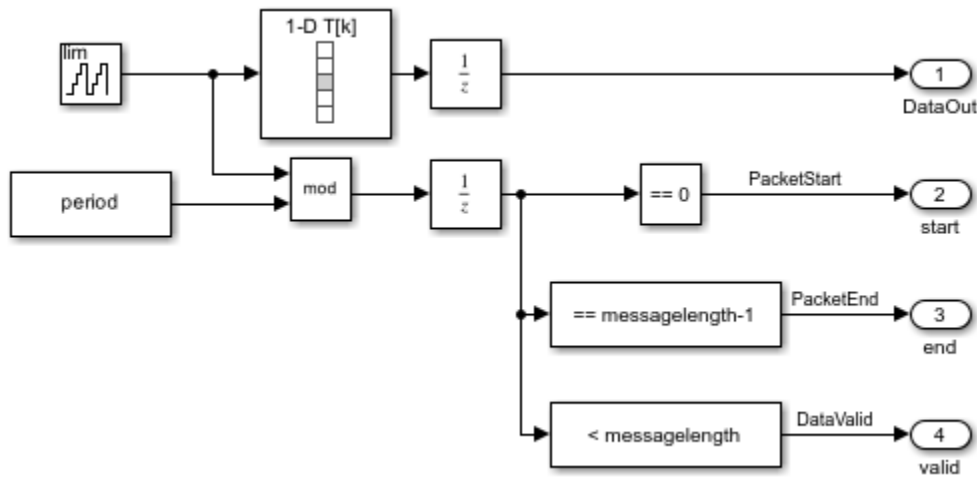 lim
1-D T[k]
1
z
1
DataOut
period
mod
1
z
== 0
PacketStart
2
start
== messagelength-1
PacketEnd
3
end
< messagelength
DataValid
4
valid